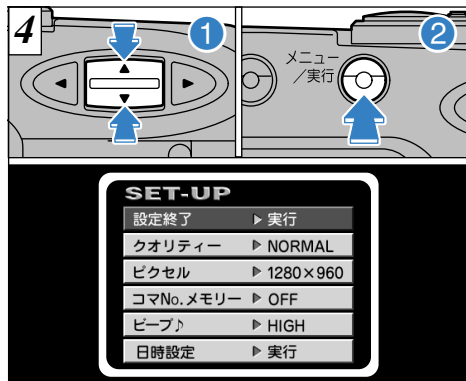 4
1
2
メニュー
／実行
SET-UP
設定終了 ▷ 実行
クオリティー ▷ NORMAL
ピクセル ▷ 1280×960
コマNo.メモリー ▷ OFF
ビープ♪ ▷ HIGH
日時設定 ▷ 実行